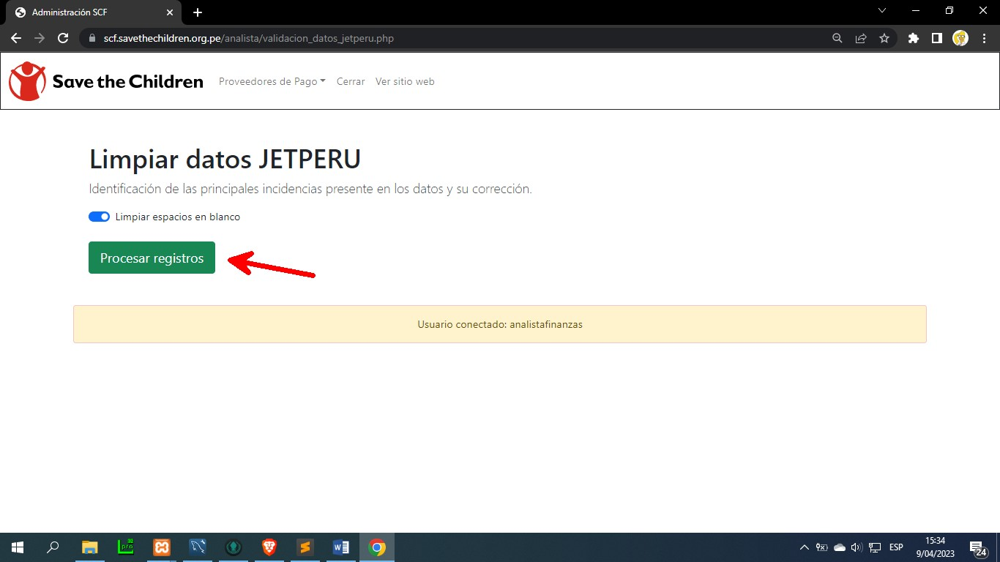 Administración SCF
scf.savethechildren.org.pe/analista/validacion_datos_jetperu.php
Save the Children
Proveedores de Pago Cerrar Ver sitio web
Limpiar datos JETPERU
Identificación de las principales incidencias presente en los datos y su corrección.
Limpiar espacios en blanco
Procesar registros
Usuario conectado: analistafinanzas
32
pro
ESP
15:34
9/04/2023
24